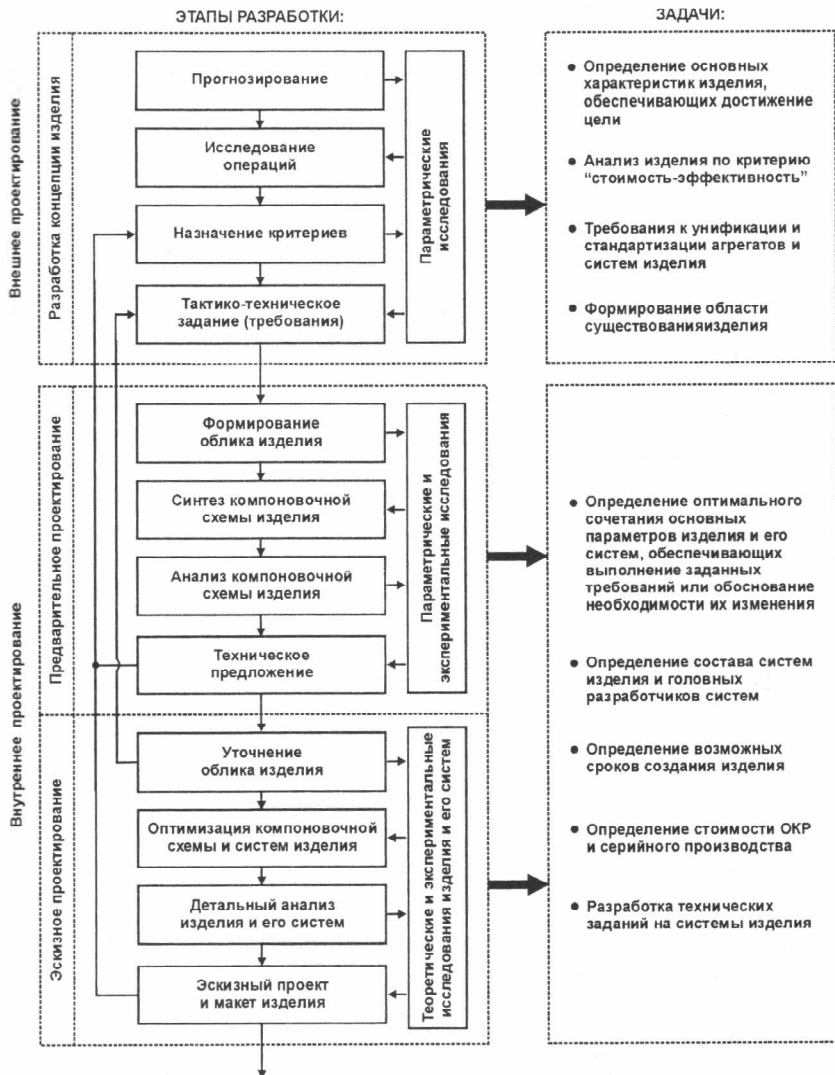 ЭТАПЫ РАЗРАБОТКИ:
ЗАДАЧИ:
Внешнее проектирование
Разработка концепции изделия
Прогнозирование
Исследование
операций
Назначение критериев
Тактико-техническое
задание (требования)
Параметрические
исследования
• Определение основных
характеристик изделия,
обеспечивающих достижение
цели
• Анализ изделия по критерию
“стоимость-эффективность”
• Требования к унификации и
стандартизации агрегатов и
систем изделия
• Формирование области
существованияизделия
Внутреннее проектирование
Предварительное проектирование
Формирование
облика изделия
Синтез компоновочной
схемы изделия
Анализ компоновочной
схемы изделия
Техническое
предложение
Параметрические и
экспериментальные исследования
Эскизное проектирование
Уточнение
облика изделия
Оптимизация компоновочной
схемы и систем изделия
Детальный анализ
изделия и его систем
Эскизный проект
и макет изделия
Теоретические и экспериментальные
исследования изделия и его систем
• Определение оптимального
сочетания основных
параметров изделия и его
систем, обеспечивающих
выполнение заданных
требований или обоснование
необходимости их изменения
• Определение состава систем
изделия и головных
разработчиков систем
• Определение возможных
сроков создания изделия
• Определение стоимости ОКР
и серийного производства
• Разработка технических
заданий на системы изделия